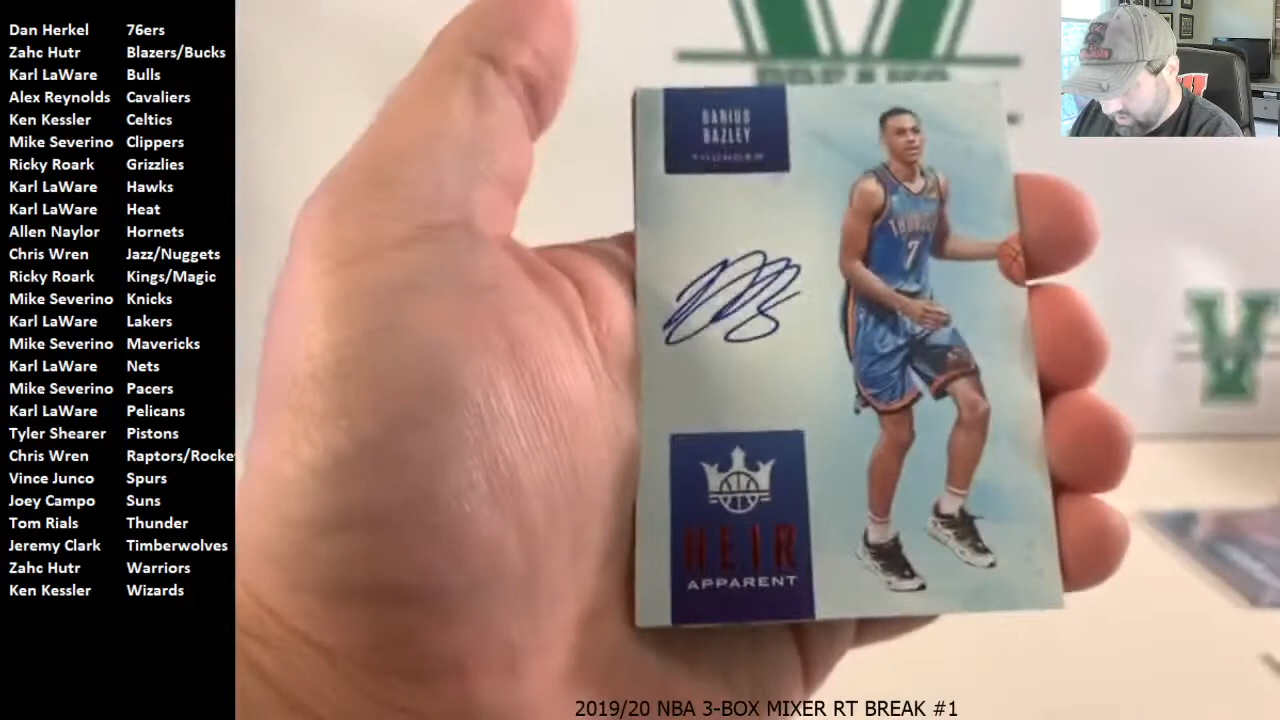 Dan Herkel 76ers
Zahc Hutr Blazers/Bucks
Karl LaWare Bulls
Alex Reynolds Cavaliers
Ken Kessler Celtics
Mike Severino Clippers
Ricky Roark Grizzlies
Karl LaWare Hawks
Karl LaWare Heat
Allen Naylor Hornets
Chris Wren Jazz/Nuggets
Ricky Roark Kings/Magic
Mike Severino Knicks
Karl LaWare Lakers
Mike Severino Mavericks
Karl LaWare Nets
Mike Severino Pacers
Karl LaWare Pelicans
Tyler Shearer Pistons
Chris Wren Raptors/Rocke
Vince Junco Spurs
Joey Campo Suns
Tom Rials Thunder
Jeremy Clark Timberwolves
Zahc Hutr Warriors
Ken Kessler Wizards
V
BREAKS
DARIUS
BAZLEY
THUNDER
THUNDER
7
HEIR
APPARENT
V
2019/20 NBA 3-BOX MIXER RT BREAK #1